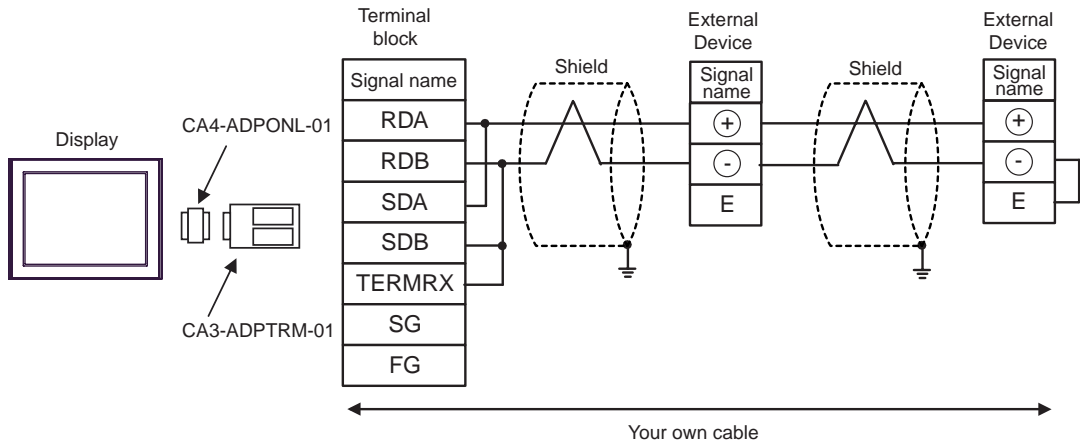 Display
CA4-ADPONL-01
CA3-ADPTRM-01
Terminal
block
Signal name
RDA
RDB
SDA
SDB
TERMRX
SG
FG
Shield
External
Device
Signal
name
+
-
E
Shield
External
Device
Signal
name
+
-
E
Your own cable